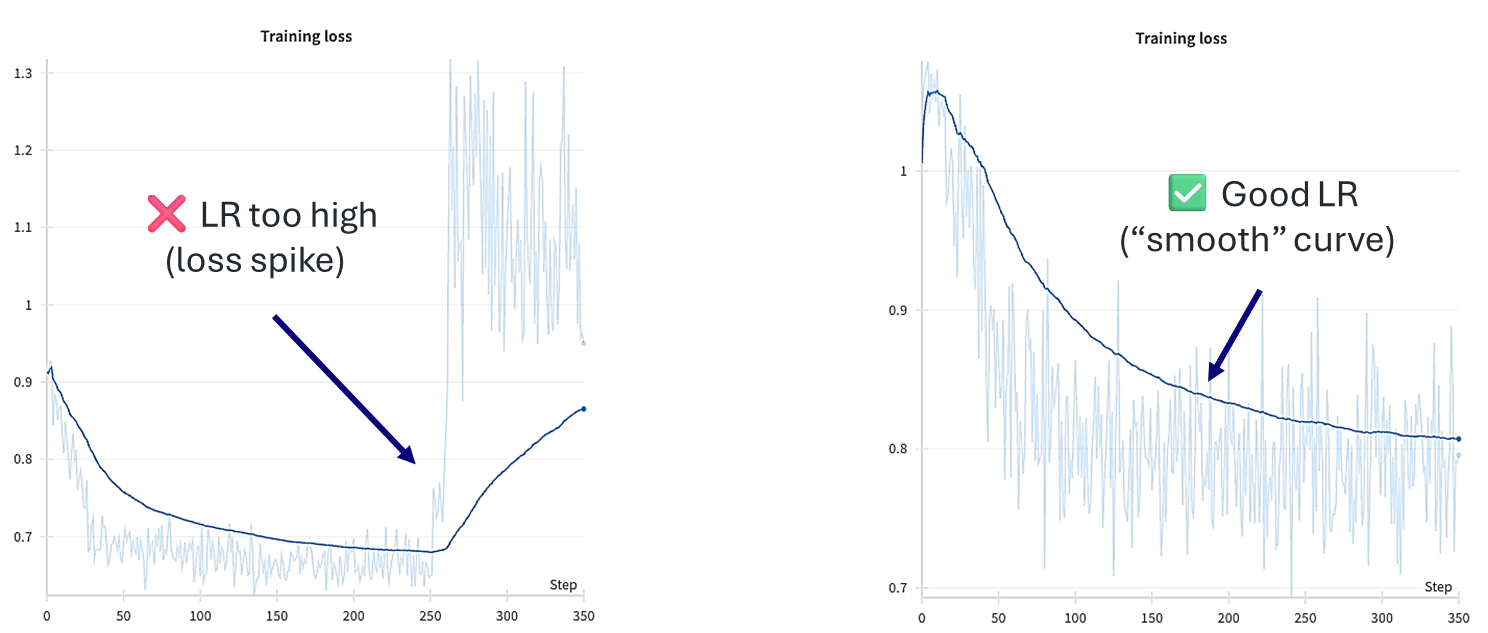 Training loss
1.3
1.2
1.1
1
0.9
0.8
0.7
❌ LR too high
(loss spike)
Step
0 50 100 150 200 250 300 350
Training loss
1
0.9
0.8
0.7
✅ Good LR
(“smooth” curve)
Step
0 50 100 150 200 250 300 350